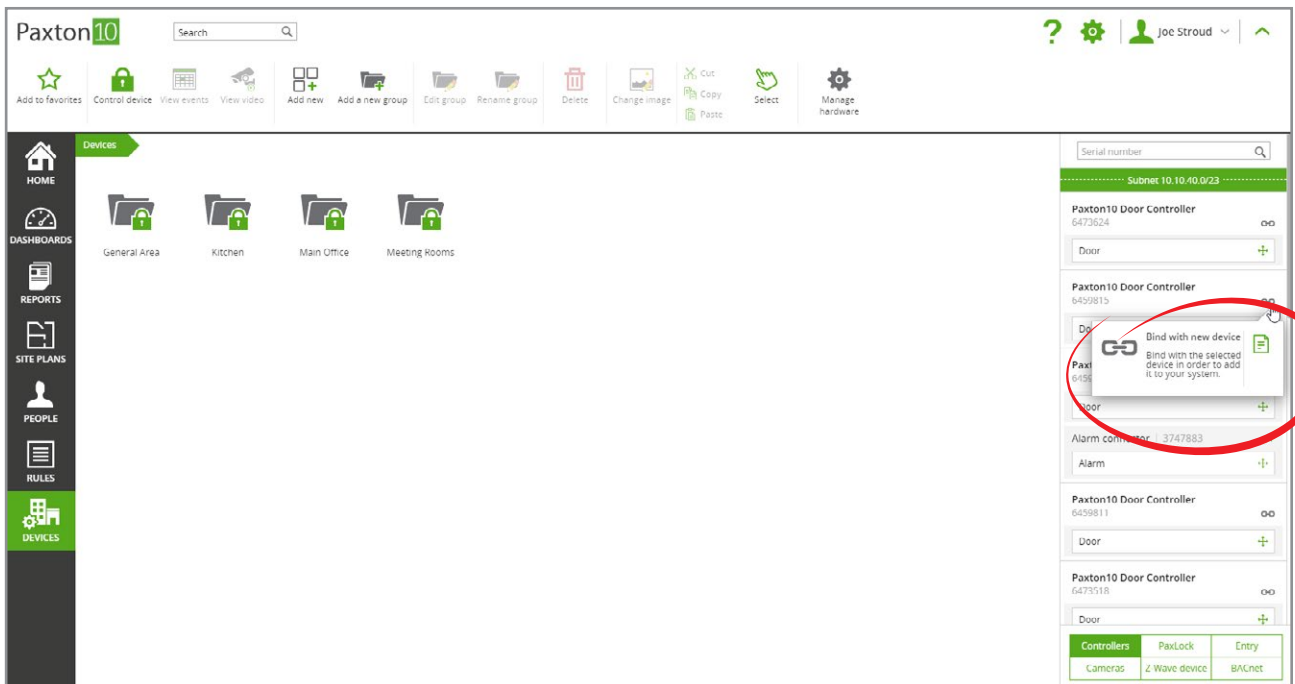 Paxton10
Search
Joe Stroud
Add to favorites
Control device
View events
View video
Add new
Add a new group
Edit group
Rename group
Delete
Change image
Cut
Copy
Paste
Select
Manage
hardware
HOME
DASHBOARDS
REPORTS
SITE PLANS
PEOPLE
RULES
DEVICES
Devices
General Area
Kitchen
Main Office
Meeting Rooms
Serial number
Subnet 10.10.40.0/23
Paxton10 Door Controller
6473624
Door
Paxton10 Door Controller
6459815
Do
Bind with new device
Bind with the selected
device in order to add
it to your system.
Pax
Door
Alarm connector | 3747883
Alarm
Paxton10 Door Controller
6459811
Door
Paxton10 Door Controller
6473518
Door
Controllers
PaxLock
Entry
Cameras
Z-Wave device
BACnet